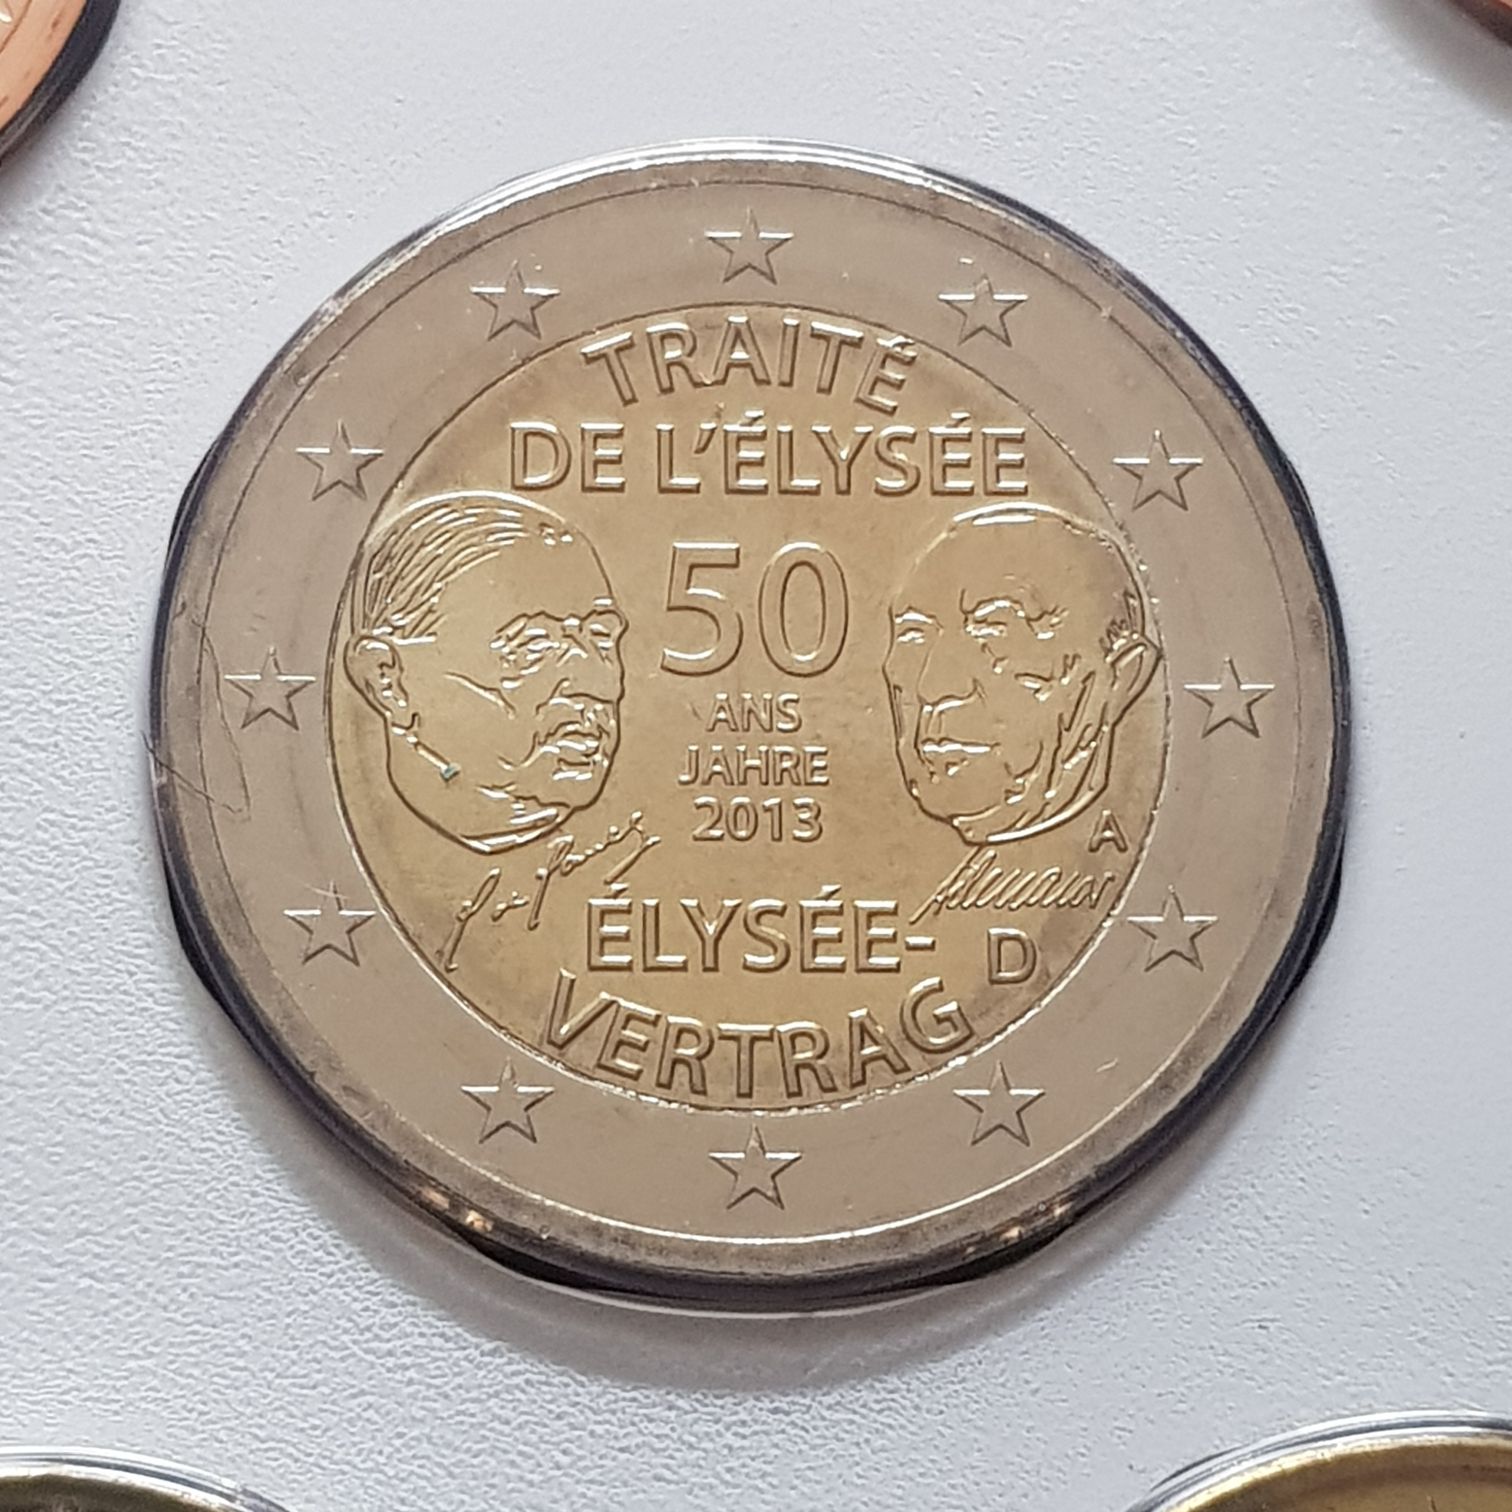 TRAITÉ
DE L'ÉLYSÉE
50
ANS
JAHRE
2013
A
ÉLYSÉE-
D
VERTRAG